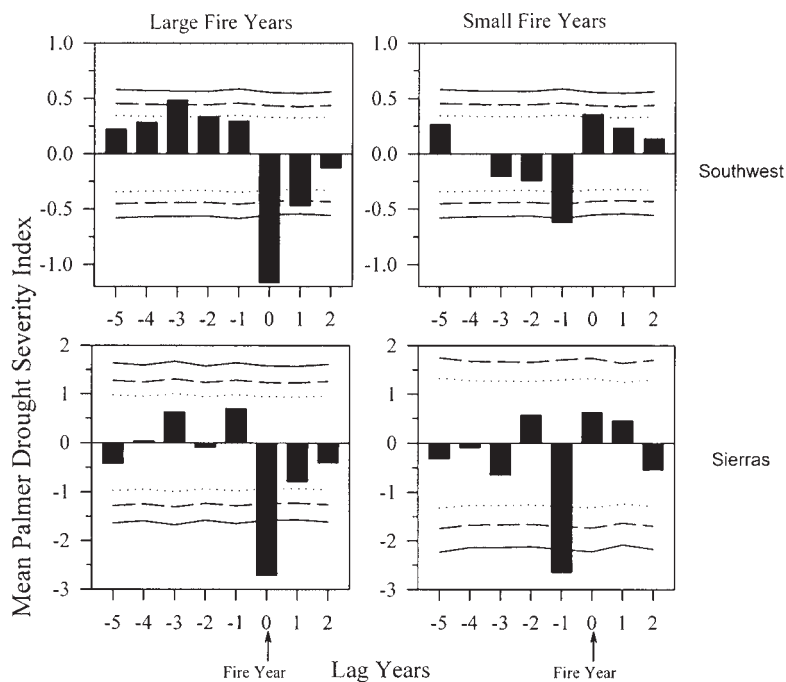 Large Fire Years
Small Fire Years
Mean Palmer Drought Severity Index
1.0
0.5
0.0
-0.5
-1.0
-5 -4 -3 -2 -1 0 1 2
1.0
0.5
0.0
-0.5
-1.0
-5 -4 -3 -2 -1 0 1 2
Southwest
2
1
0
-1
-2
-3
-5 -4 -3 -2 -1 0 1 2
2
1
0
-1
-2
-3
-5 -4 -3 -2 -1 0 1 2
Sierras
Fire Year
Lag Years
Fire Year